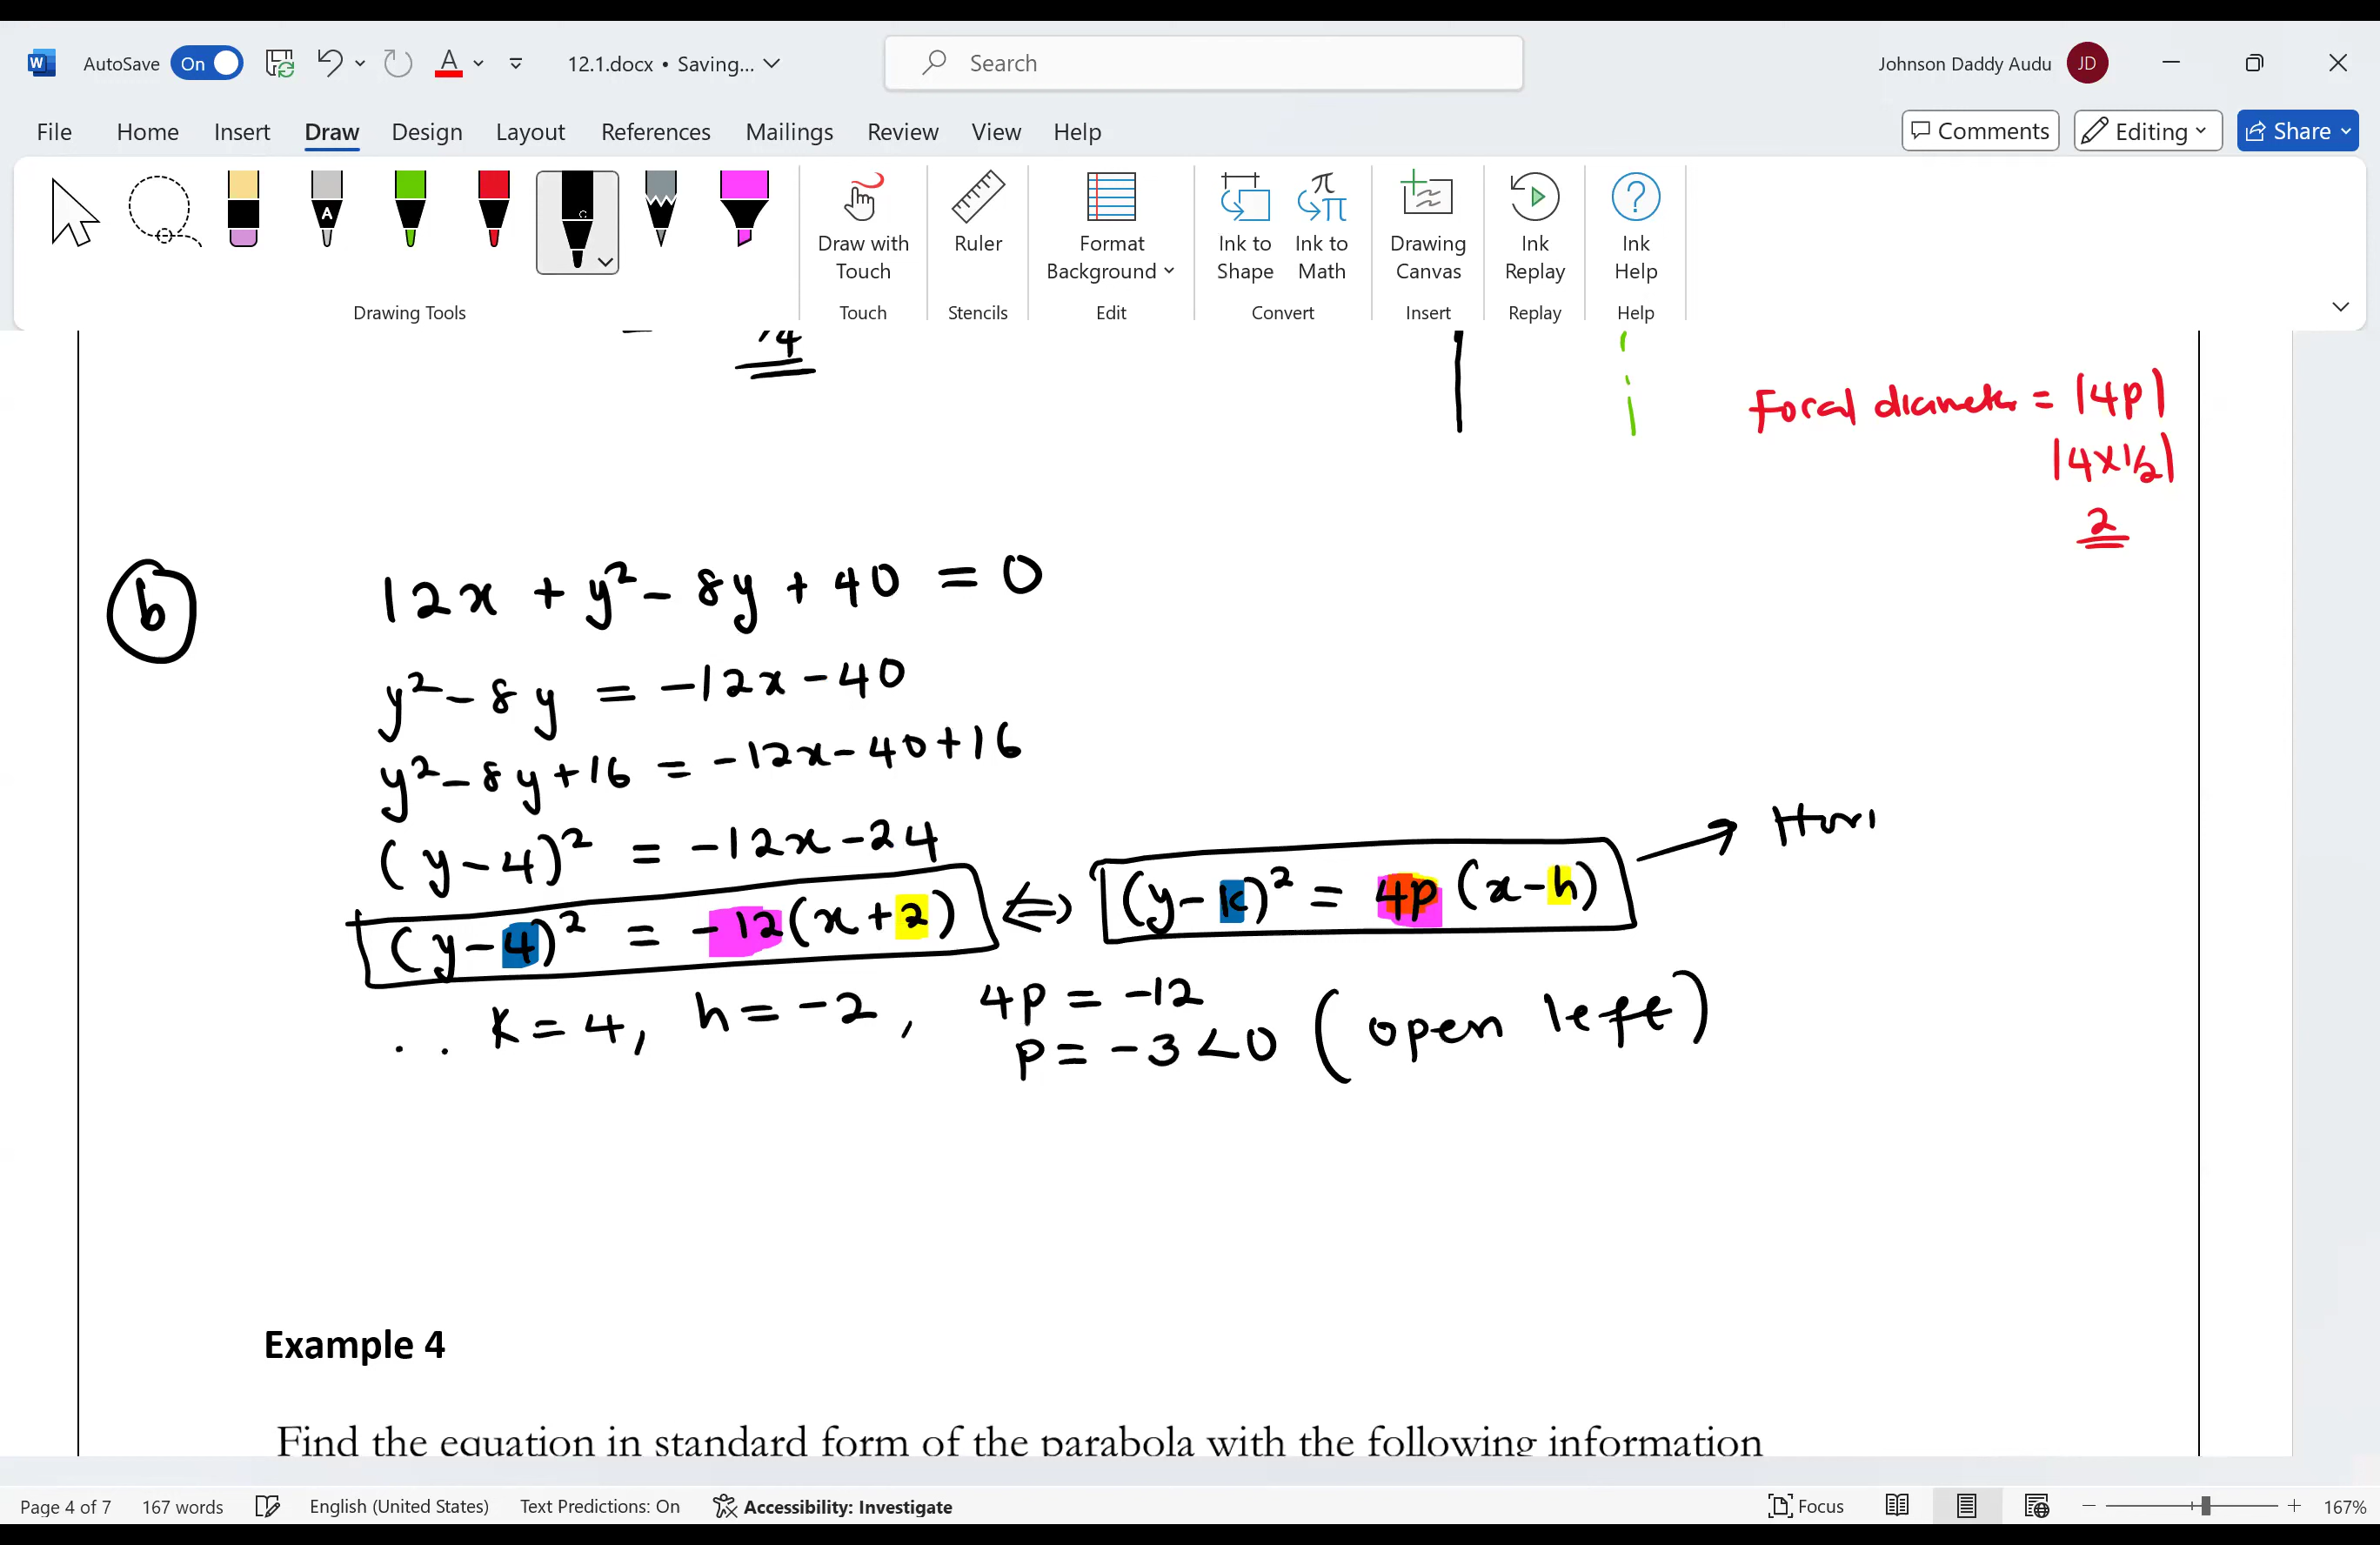 AutoSave On 12.1.docx • Saving... Search Johnson Daddy Audu JD
File Home Insert Draw Design Layout References Mailings Review View Help Comments Editing Share
Draw with Touch
Ruler
Format Background
Ink to Shape
Ink to Math
Drawing Canvas
Ink Replay
Ink Help
Drawing Tools Touch Stencils Edit Convert Insert Replay Help
Focal diameter = |4p|
|4×1/2|
2
b
12x + y² - 8y + 40 = 0
y² - 8y = -12x - 40
y² - 8y + 16 = -12x - 40 + 16
(y - 4)² = -12x - 24
(y - 4)² = -12(x + 2) ⇔ (y - k)² = 4p(x - h) → Hori
∴ K = 4, h = -2, 4p = -12
p = -3 < 0 (open left)
Example 4
Find the equation in standard form of the parabola with the following information
Page 4 of 7 167 words English (United States) Text Predictions: On Accessibility: Investigate Focus 167%